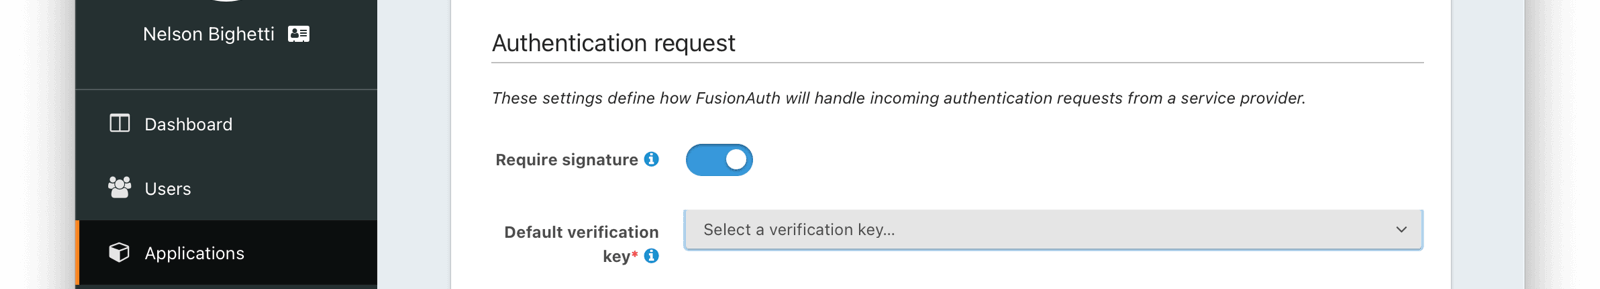 Nelson Bighetti
Dashboard
Users
Applications
Authentication request
These settings define how FusionAuth will handle incoming authentication requests from a service provider.
Require signature
Default verification
key*
Select a verification key...